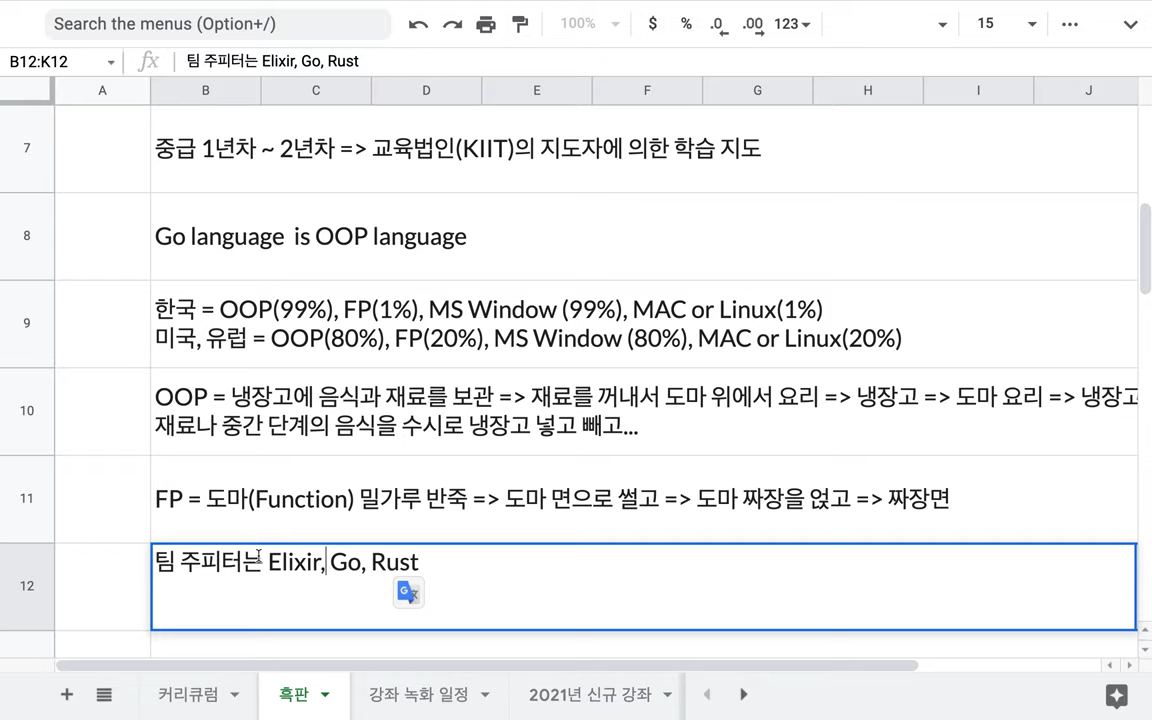 Search the menus (Option+/)
100%
$
%
.0
.00
123
15
B12:K12
fx
팀 주피터는 Elixir, Go, Rust
A
B
C
D
E
F
G
H
I
J
7
중급 1년차 ~ 2년차 => 교육법인(KIIT)의 지도자에 의한 학습 지도
8
Go language  is OOP language
9
한국 = OOP(99%), FP(1%), MS Window (99%), MAC or Linux(1%)
미국, 유럽 = OOP(80%), FP(20%), MS Window (80%), MAC or Linux(20%)
10
OOP = 냉장고에 음식과 재료를 보관 => 재료를 꺼내서 도마 위에서 요리 => 냉장고 => 도마 요리 => 냉장고
재료나 중간 단계의 음식을 수시로 냉장고 넣고 빼고...
11
FP = 도마(Function) 밀가루 반죽 => 도마 면으로 썰고 => 도마 짜장을 얹고 => 짜장면
12
팀 주피터는 Elixir, Go, Rust
커리큐럼
흑판
강좌 녹화 일정
2021년 신규 강좌